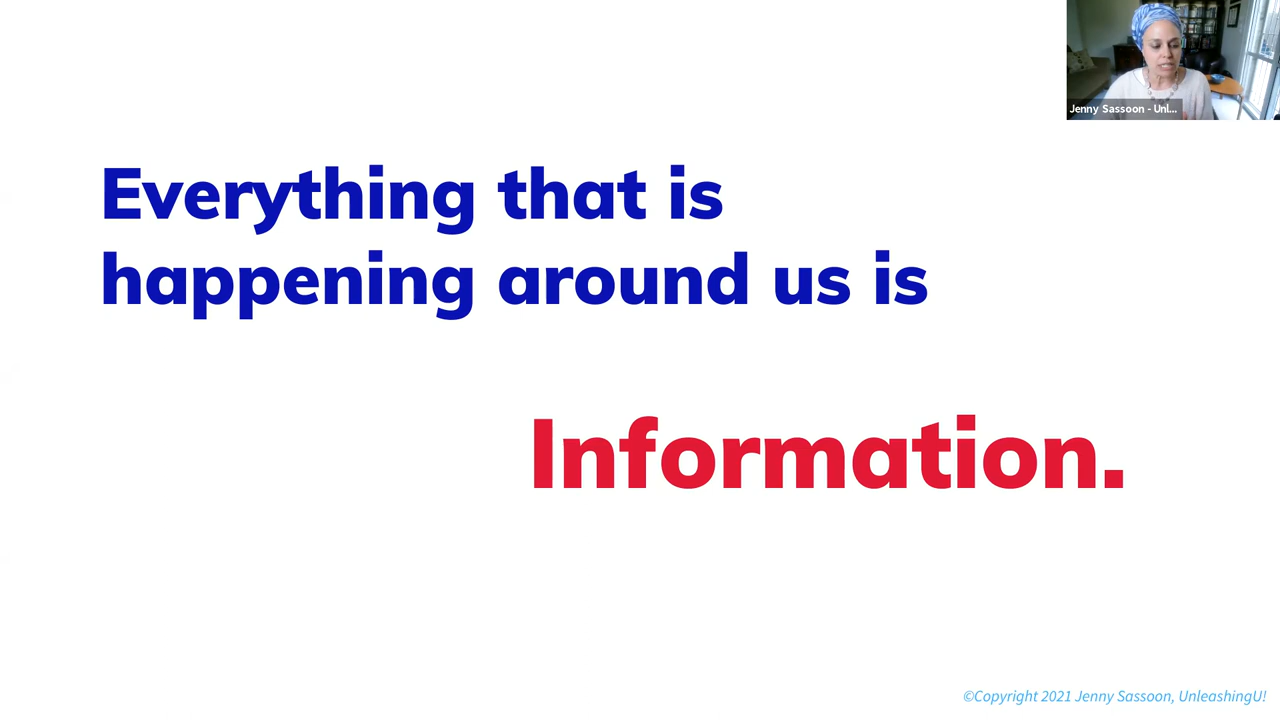 Jenny Sassoon - Unl...
Everything that is
happening around us is
Information.
©Copyright 2021 Jenny Sassoon, UnleashingU!